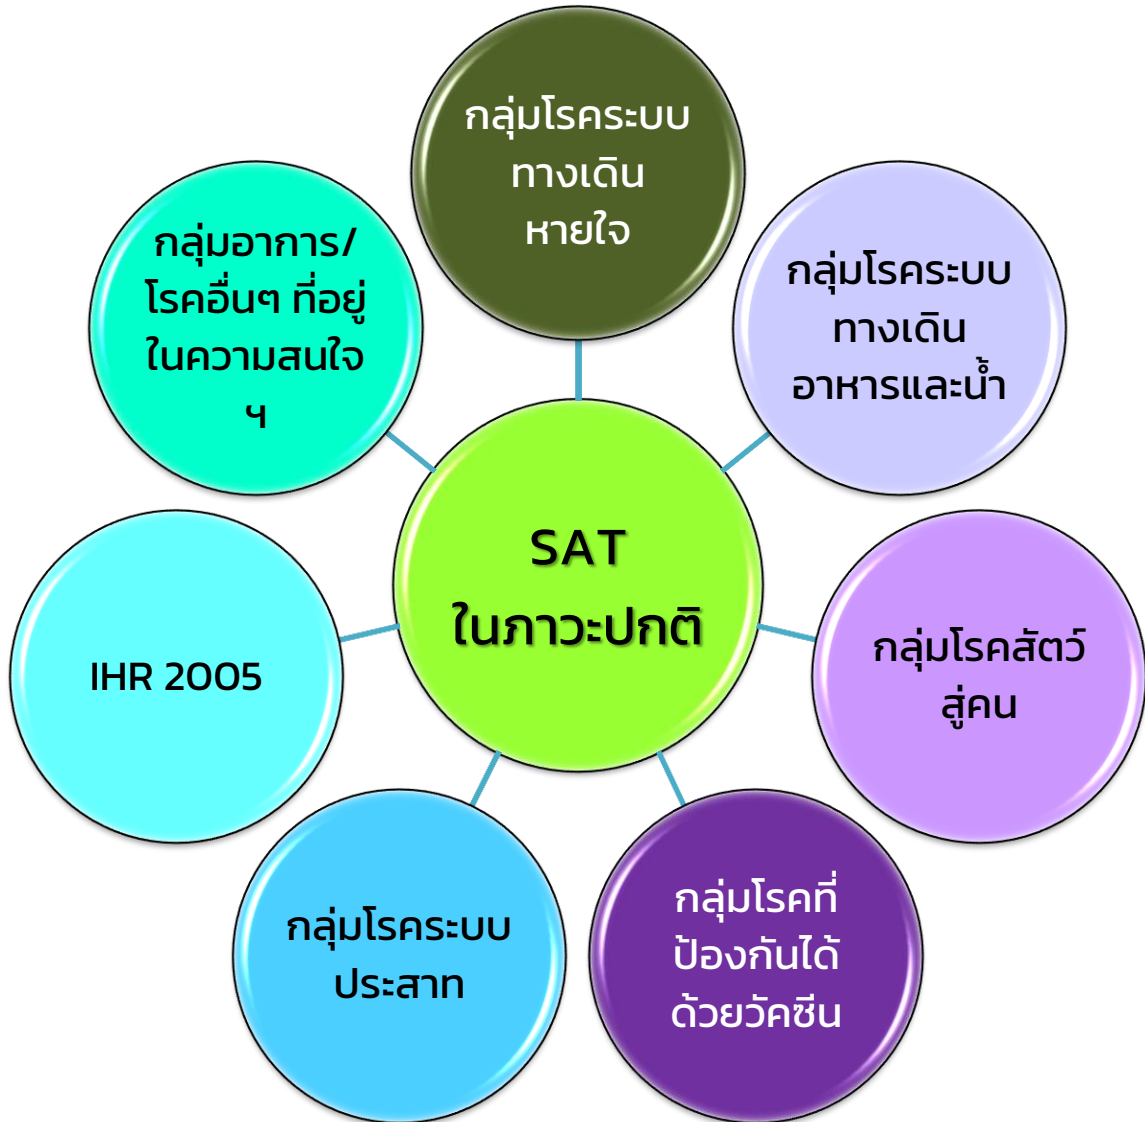 กลุ่มโรคระบบ
ทางเดิน
หายใจ
กลุ่มโรคระบบ
ทางเดิน
อาหารและน้ำ
กลุ่มโรคสัตว์
สู่คน
กลุ่มโรคที่
ป้องกันได้
ด้วยวัคซีน
กลุ่มโรคระบบ
ประสาท
IHR 2005
กลุ่มอาการ/
โรคอื่นๆ ที่อยู่
ในความสนใจ
ฯ
SAT
ในภาวะปกติ